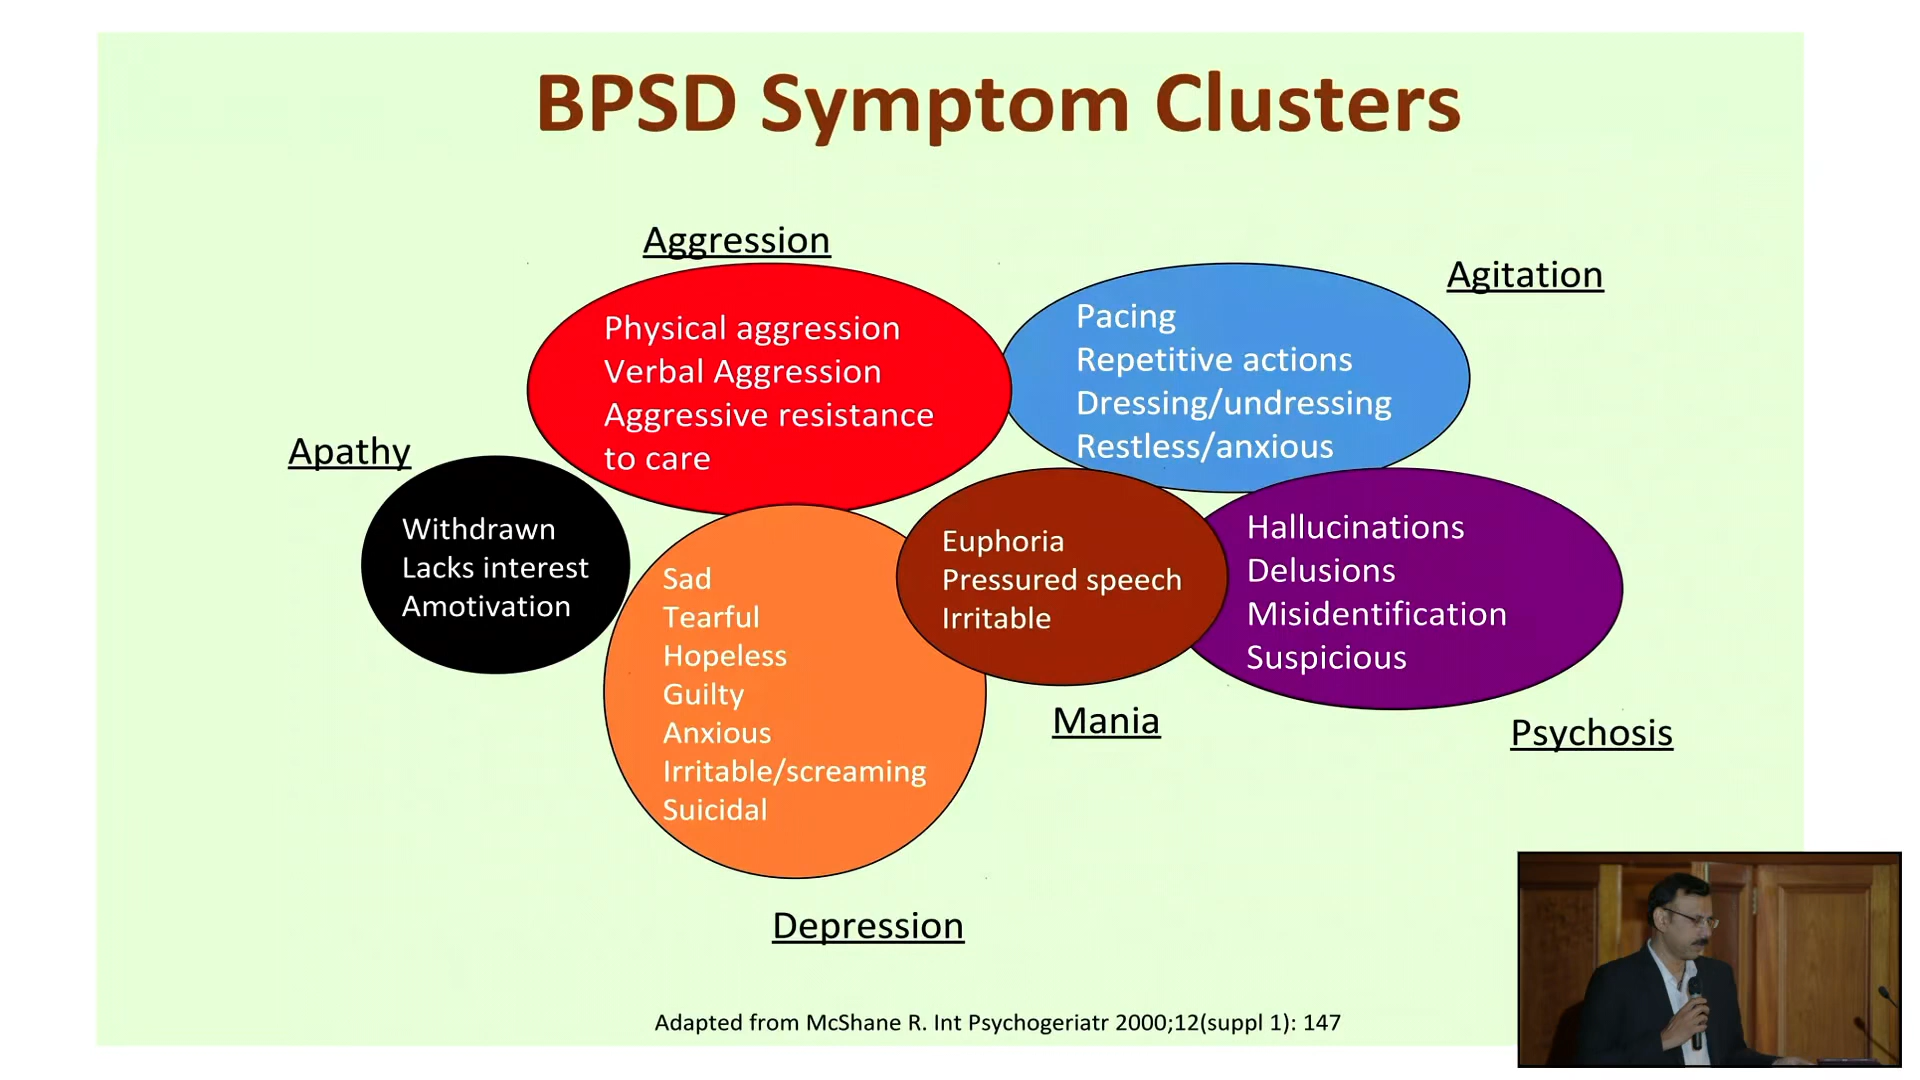 BPSD Symptom Clusters
Aggression
Physical aggression
Verbal Aggression
Aggressive resistance
to care
Agitation
Pacing
Repetitive actions
Dressing/undressing
Restless/anxious
Apathy
Withdrawn
Lacks interest
Amotivation
Sad
Tearful
Hopeless
Guilty
Anxious
Irritable/screaming
Suicidal
Depression
Euphoria
Pressured speech
Irritable
Mania
Hallucinations
Delusions
Misidentification
Suspicious
Psychosis
Adapted from McShane R. Int Psychogeriatr 2000;12(suppl 1): 147